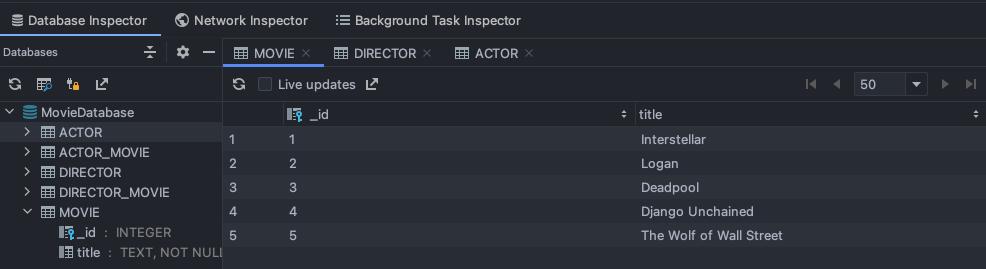 Database Inspector Network Inspector Background Task Inspector
Databases MOVIE DIRECTOR ACTOR
Live updates 50
MovieDatabase
ACTOR
ACTOR_MOVIE
DIRECTOR
DIRECTOR_MOVIE
MOVIE
_id : INTEGER
title : TEXT, NOT NULL
_id title
1 1 Interstellar
2 2 Logan
3 3 Deadpool
4 4 Django Unchained
5 5 The Wolf of Wall Street